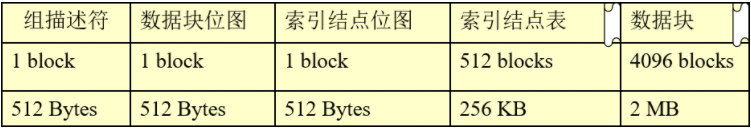 组描述符 数据块位图 索引结点位图 索引结点表 数据块
1 block 1 block 1 block 512 blocks 4096 blocks
512 Bytes 512 Bytes 512 Bytes 256 KB 2 MB